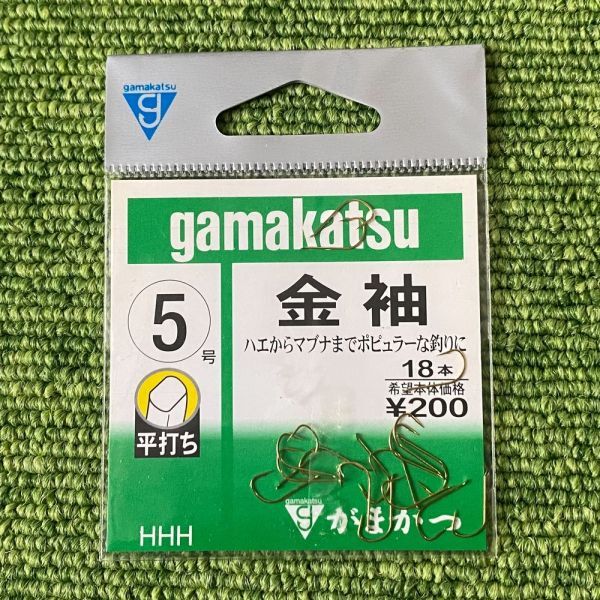 gamakatsu
g
gamakatsu
5号
金袖
ハエからマブナまでポピュラーな釣りに
18本
希望本体価格
¥200
平打ち
gamakatsu
g
がまかつ
HHH